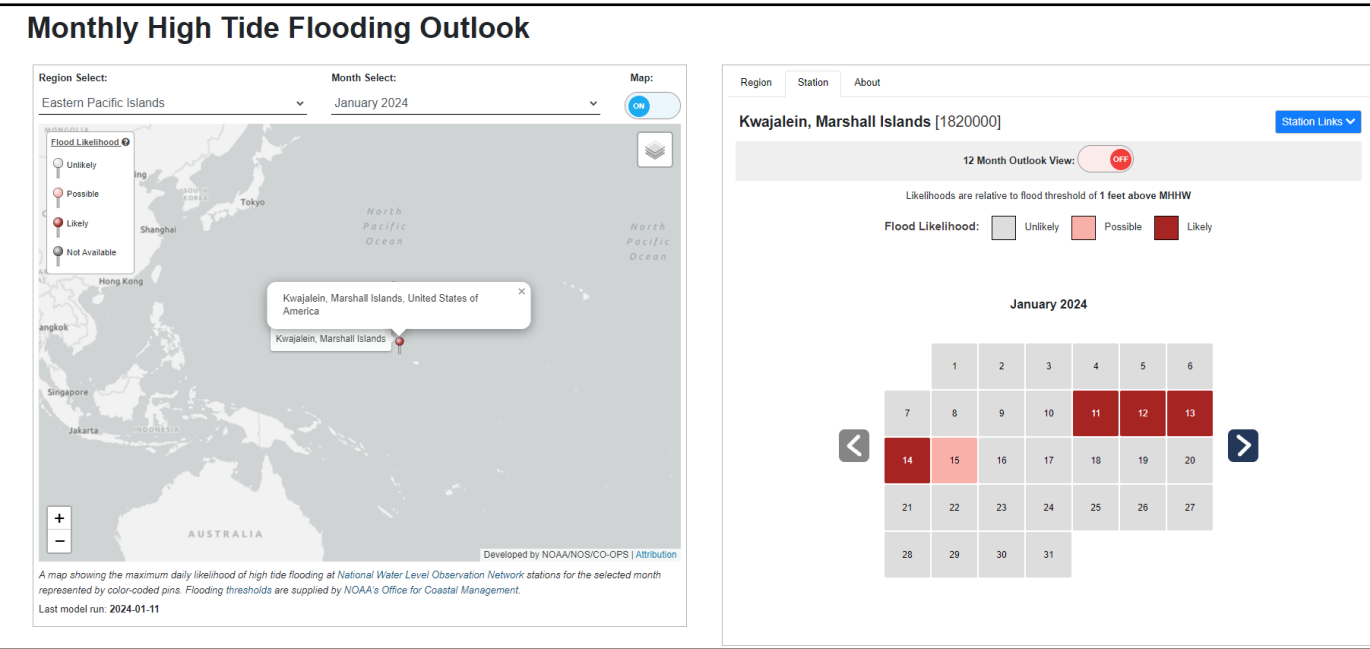 Monthly High Tide Flooding Outlook
Region Select:
Month Select:
Map:
Eastern Pacific Islands
January 2024
ON
MONGOLIA
Flood Likelihood
Unlikely
Possible
Likely
Not Available
ing
SOUTH
KOREA
Tokyo
Shanghai
Hong Kong
angkok
Singapore
Jakarta
INDONESIA
AUSTRALIA
North
Pacific
Ocean
North
Pacific
Ocean
Kwajalein, Marshall Islands, United States of
America
×
Kwajalein, Marshall Islands
+
−
Developed by NOAA/NOS/CO-OPS | Attribution
A map showing the maximum daily likelihood of high tide flooding at National Water Level Observation Network stations for the selected month
represented by color-coded pins. Flooding thresholds are supplied by NOAA's Office for Coastal Management.
Last model run: 2024-01-11
Region Station About
Kwajalein, Marshall Islands [1820000]
Station Links
12 Month Outlook View:
OFF
Likelihoods are relative to flood threshold of 1 feet above MHHW
Flood Likelihood: Unlikely Possible Likely
January 2024
1 2 3 4 5 6
7 8 9 10 11 12 13
14 15 16 17 18 19 20
21 22 23 24 25 26 27
28 29 30 31